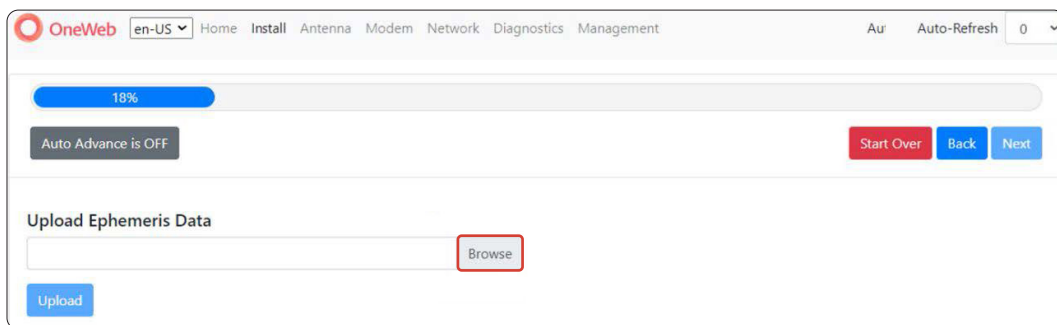 OneWeb en-US Home Install Antenna Modem Network Diagnostics Management Au Auto-Refresh 0
18%
Auto Advance is OFF Start Over Back Next
Upload Ephemeris Data
Browse
Upload